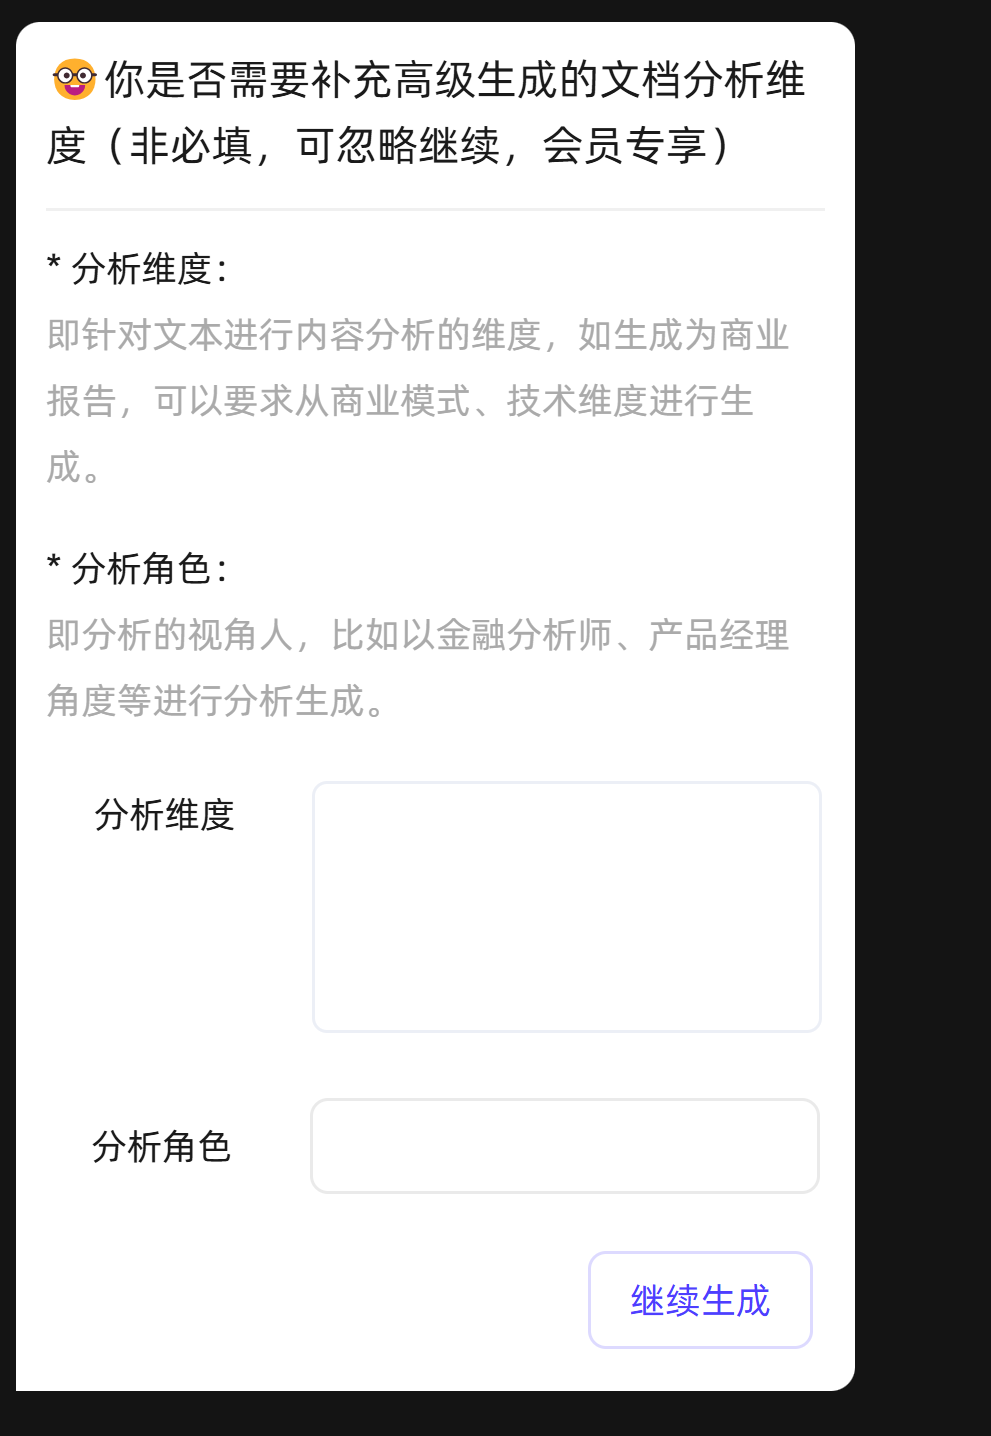 🤓你是否需要补充高级生成的文档分析维
度（非必填，可忽略继续，会员专享）
* 分析维度：
即针对文本进行内容分析的维度，如生成为商业
报告，可以要求从商业模式、技术维度进行生
成。
* 分析角色：
即分析的视角人，比如以金融分析师、产品经理
角度等进行分析生成。
分析维度
分析角色
继续生成